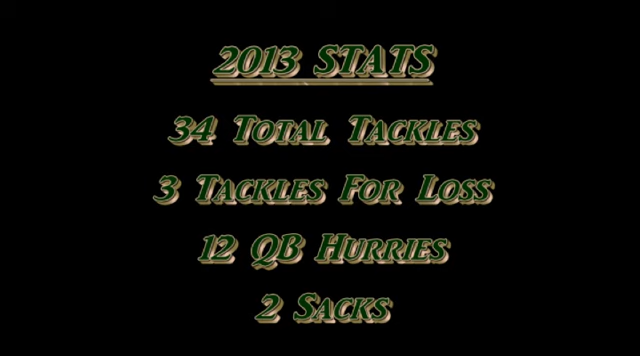 2013 STATS
34 TOTAL TACKLES
3 TACKLES FOR LOSS
12 QB HURRIES
2 SACKS